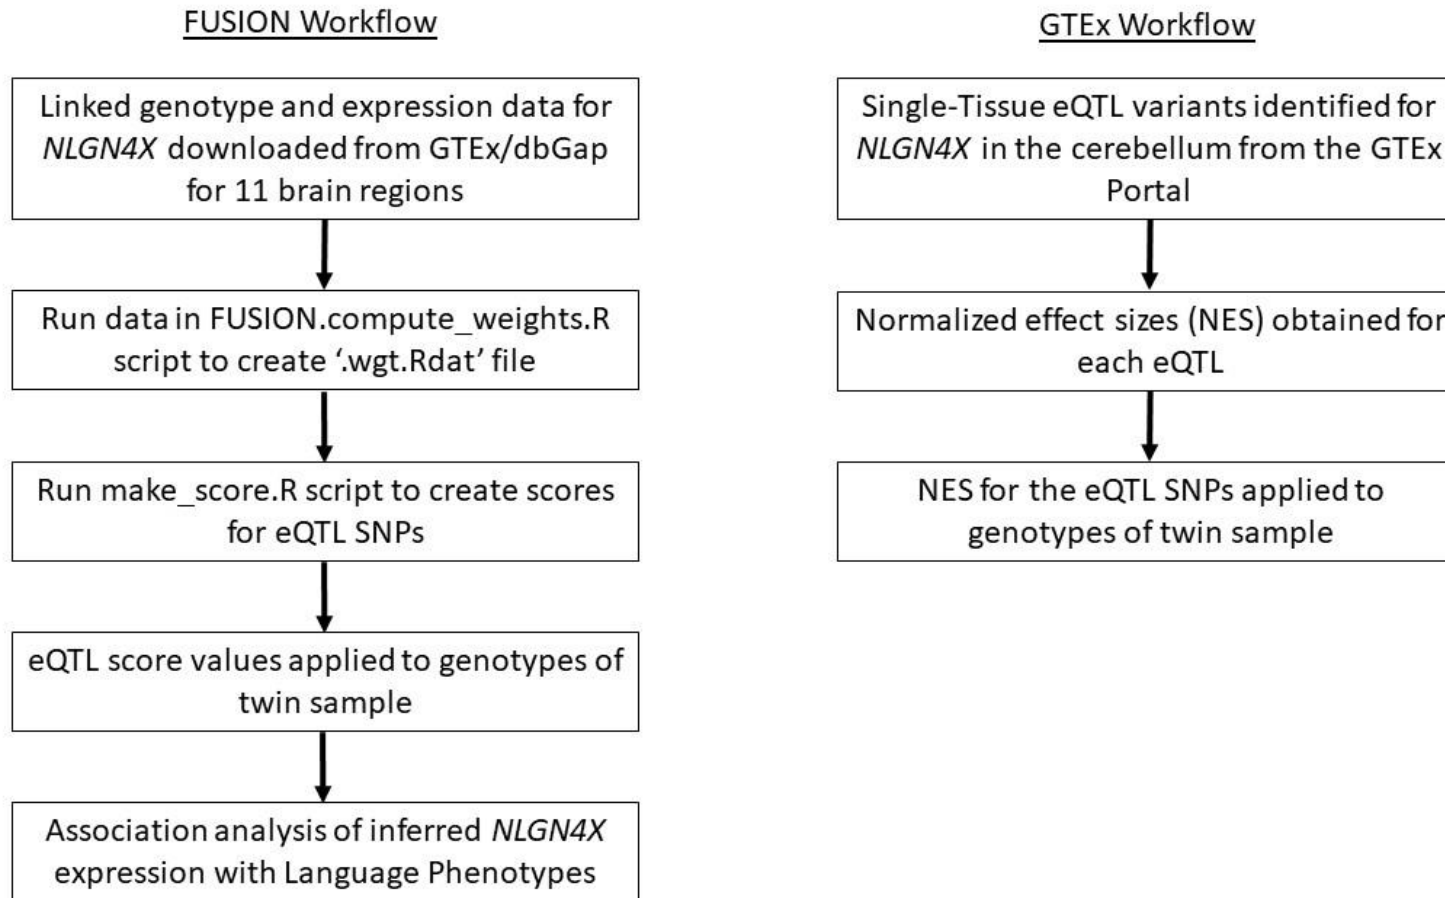 FUSION Workflow
Linked genotype and expression data for
NLGN4X downloaded from GTEx/dbGap
for 11 brain regions
Run data in FUSION.compute_weights.R
script to create ‘.wgt.Rdat’ file
Run make_score.R script to create scores
for eQTL SNPs
eQTL score values applied to genotypes of
twin sample
Association analysis of inferred NLGN4X
expression with Language Phenotypes
GTEx Workflow
Single-Tissue eQTL variants identified for
NLGN4X in the cerebellum from the GTEx
Portal
Normalized effect sizes (NES) obtained for
each eQTL
NES for the eQTL SNPs applied to
genotypes of twin sample